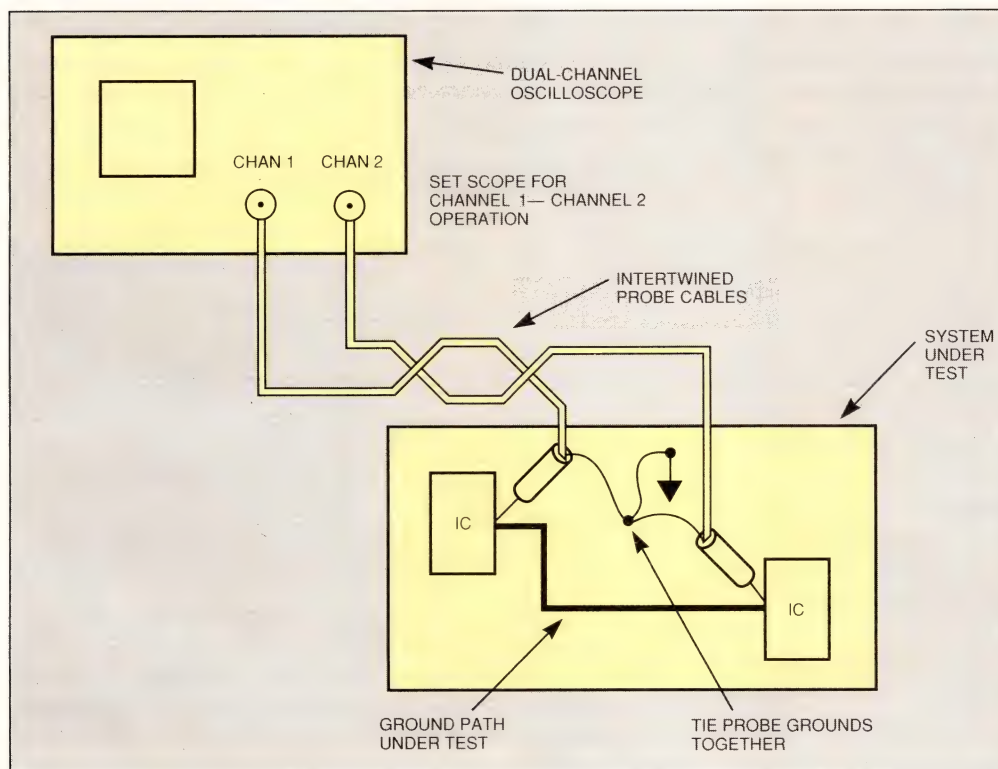 DUAL-CHANNEL
OSCILLOSCOPE
CHAN 1
CHAN 2
SET SCOPE FOR
CHANNEL 1— CHANNEL 2
OPERATION
INTERTWINED
PROBE CABLES
SYSTEM
UNDER
TEST
IC
IC
GROUND PATH
UNDER TEST
TIE PROBE GROUNDS
TOGETHER